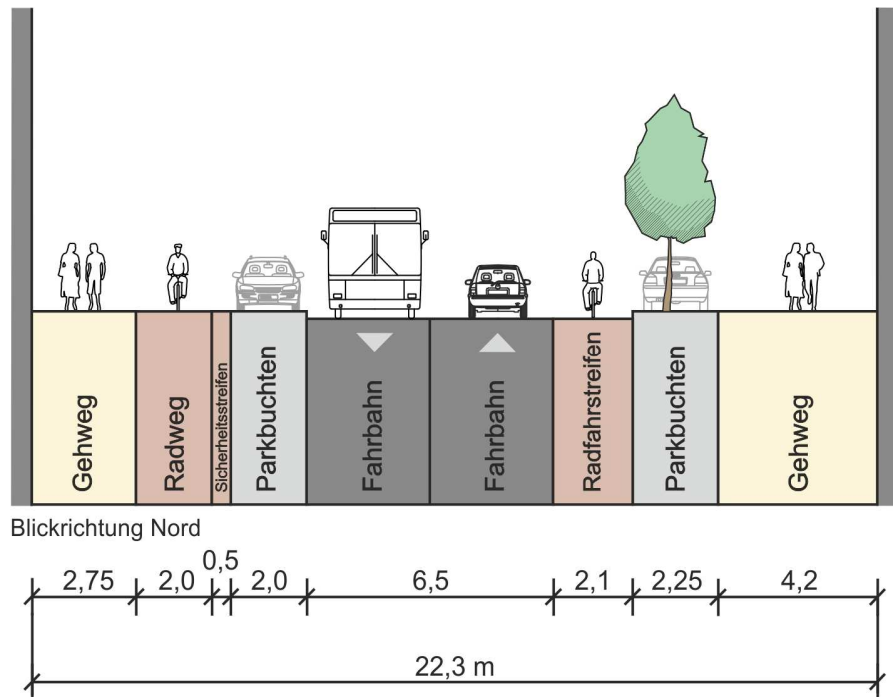 Gehweg
Radweg
Sicherheitsstreifen
Parkbuchten
Fahrbahn
Fahrbahn
Radfahrstreifen
Parkbuchten
Gehweg
Blickrichtung Nord
2,75
2,0
0,5
2,0
6,5
2,1
2,25
4,2
22,3 m